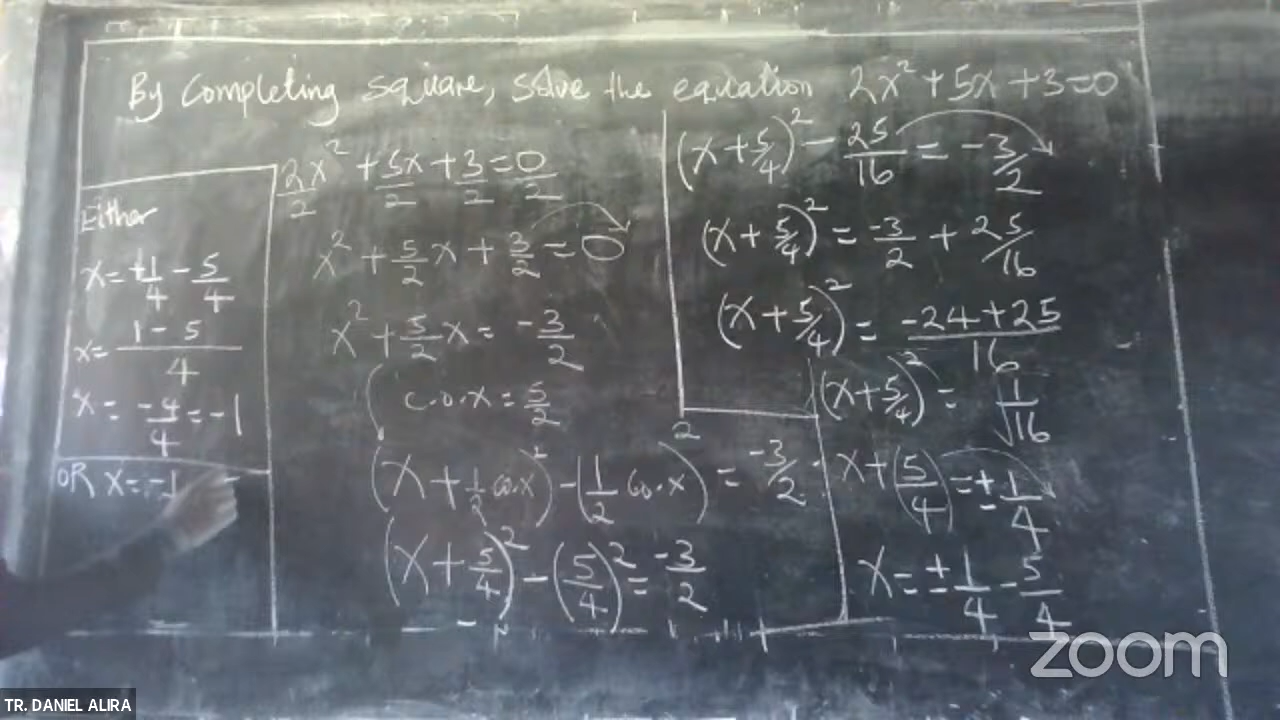 By Completing square, solve the equation 2x² + 5x + 3 = 0
2x²/2 + 5x/2 + 3/2 = 0/2
x² + 5/2 x + 3/2 = 0
x² + 5/2 x = -3/2
C.O.x = 5/2
(x + 1/2 co.x)² - (1/2 Co.x)² = -3/2
(x + 5/4)² - (5/4)² = -3/2
(x + 5/4)² - 25/16 = -3/2
(x + 5/4)² = -3/2 + 25/16
(x + 5/4)² = (-24 + 25)/16
(x + 5/4)² = 1/√16
x + (5/4) = ± 1/4
x = ± 1/4 - 5/4
Either
x = +1/4 - 5/4
x = (1 - 5)/4
x = -4/4 = -1
OR x = -1
zoom
TR. DANIEL ALIRA